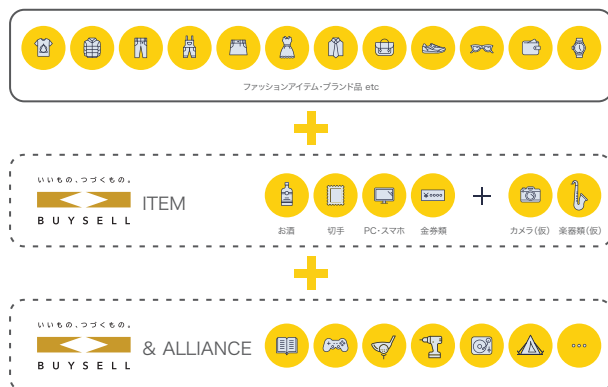 ファッションアイテム・ブランド品 etc
いいもの、つづくもの。
BUYSELL
ITEM
お酒
切手
PC・スマホ
金券類
カメラ(仮)
楽器類(仮)
いいもの、つづくもの。
BUYSELL
& ALLIANCE